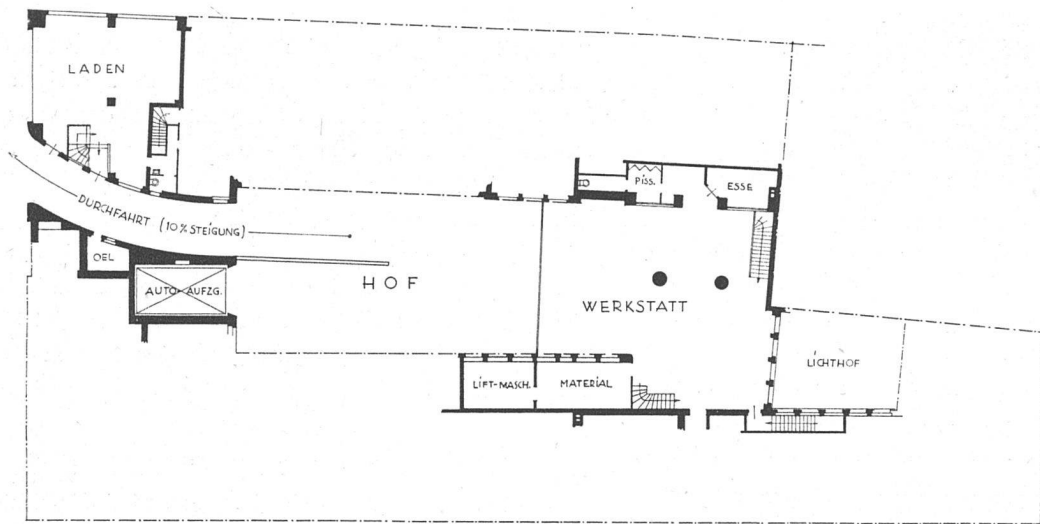 LADEN
DURCHFAHRT (10% STEIGUNG)
OEL
AUTO-AUFZG.
HOF
PISS.
ESSE
WERKSTATT
LIFT-MASCH.
MATERIAL
LICHTHOF